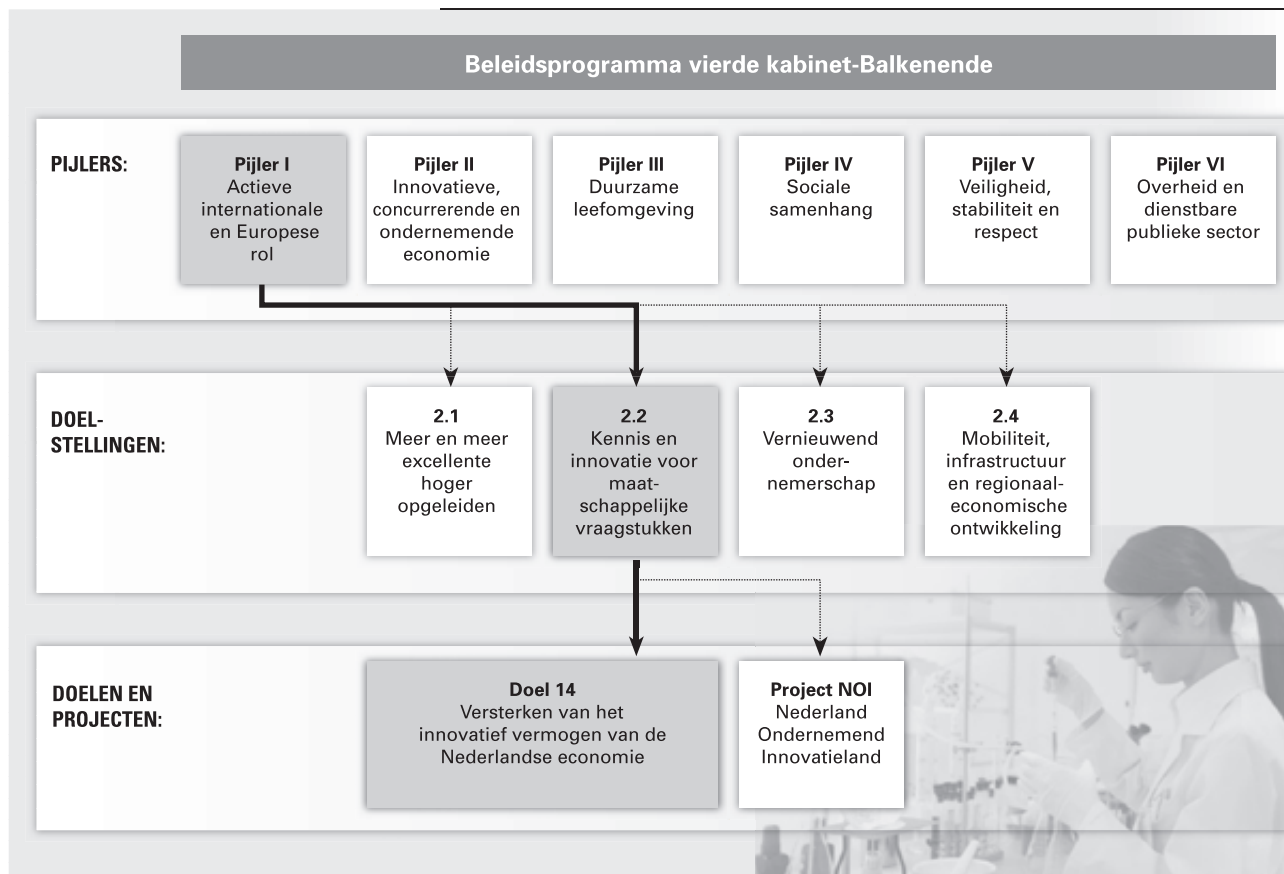 Beleidsprogramma vierde kabinet-Balkenende
PIJLERS:
Pijler I
Actieve
internationale
en Europese
rol
Pijler II
Innovatieve,
concurrerende en
ondernemende
economie
Pijler III
Duurzame
leefomgeving
Pijler IV
Sociale
samenhang
Pijler V
Veiligheid,
stabiliteit en
respect
Pijler VI
Overheid en
dienstbare
publieke sector
DOEL-
STELLINGEN:
2.1
Meer en meer
excellente
hoger
opgeleiden
2.2
Kennis en
innovatie voor
maat-
schappelijke
vraagstukken
2.3
Vernieuwend
onder-
nemerschap
2.4
Mobiliteit,
infrastructuur
en regionaal-
economische
ontwikkeling
DOELEN EN
PROJECTEN:
Doel 14
Versterken van het
innovatief vermogen van de
Nederlandse economie
Project NOI
Nederland
Ondernemend
Innovatieland